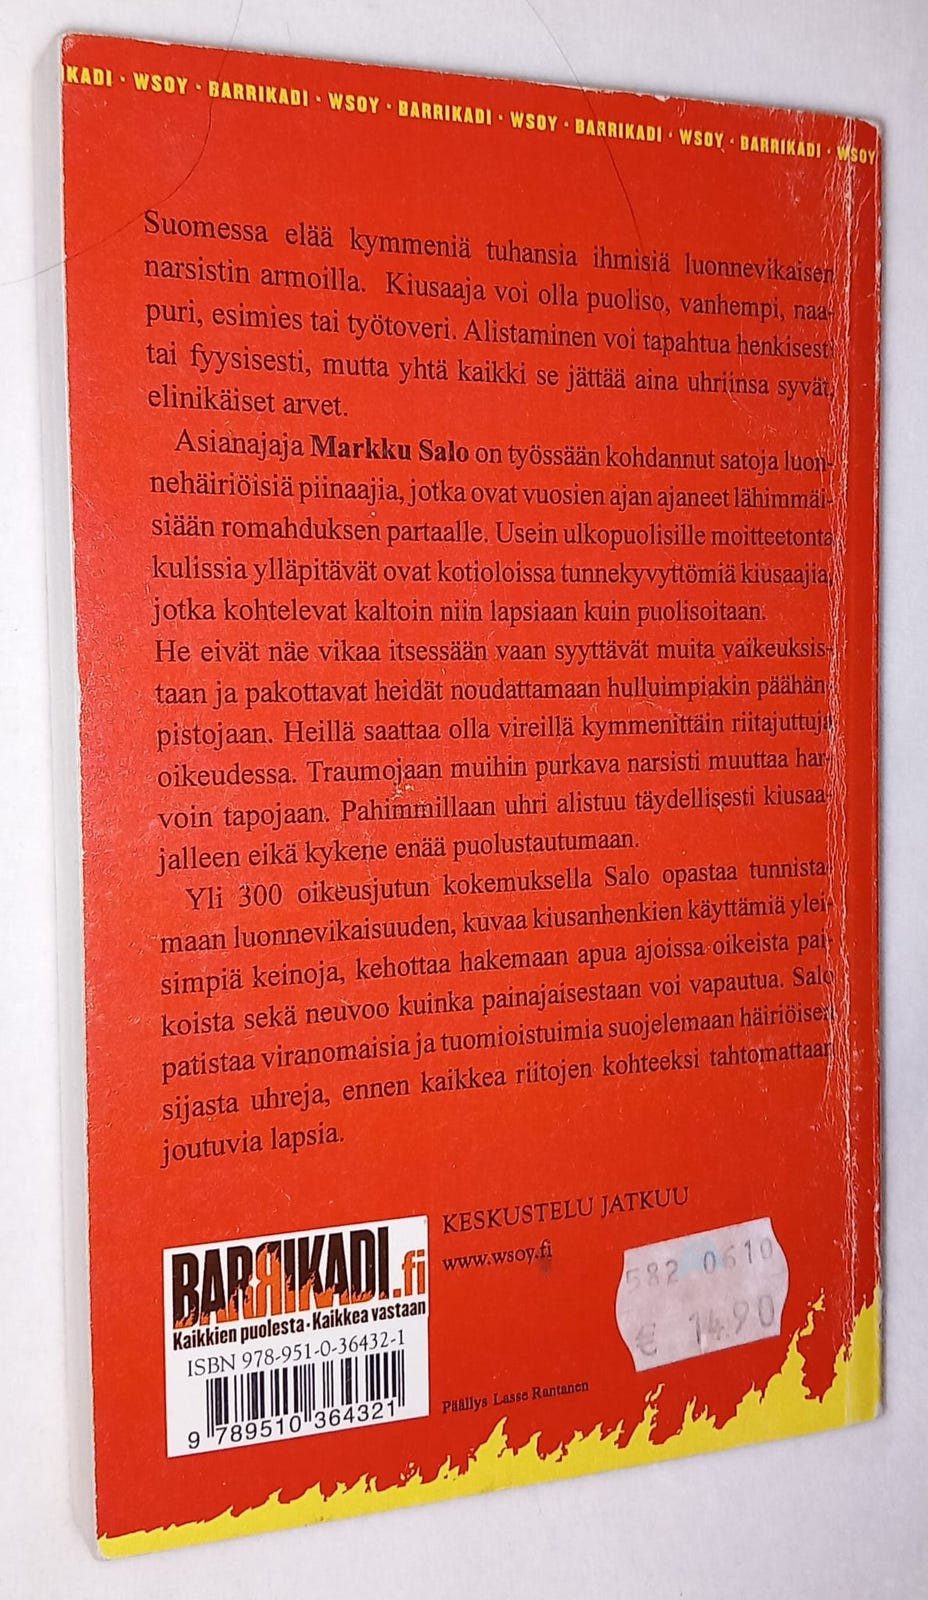 IKADI · WSOY · BARRIKADI · WSOY · BARRIKADI · WSOY · BARRIKADI · WSOY · BARRIKADI · WSOY
Suomessa elää kymmeniä tuhansia ihmisiä luonnevikaisen
narsistin armoilla. Kiusaaja voi olla puoliso, vanhempi, naa-
puri, esimies tai työtoveri. Alistaminen voi tapahtua henkisesti
tai fyysisesti, mutta yhtä kaikki se jättää aina uhriinsa syvät,
elinikäiset arvet.
Asianajaja Markku Salo on työssään kohdannut satoja luon-
nehäiriöisiä piinaajia, jotka ovat vuosien ajan ajaneet lähimmäi-
siään romahduksen partaalle. Usein ulkopuolisille moitteetonta
kulissia ylläpitävät ovat kotioloissa tunnekyvyttömiä kiusaajia,
jotka kohtelevat kaltoin niin lapsiaan kuin puolisoitaan.
He eivät näe vikaa itsessään vaan syyttävät muita vaikeuksis-
taan ja pakottavat heidät noudattamaan hulluimpiakin päähän-
pistojaan. Heillä saattaa olla vireillä kymmenittäin riitajuttuja
oikeudessa. Traumojaan muihin purkava narsisti muuttaa har-
voin tapojaan. Pahimmillaan uhri alistuu täydellisesti kiusaa-
jalleen eikä kykene enää puolustautumaan.
Yli 300 oikeusjutun kokemuksella Salo opastaa tunnista-
maan luonnevikaisuuden, kuvaa kiusanhenkien käyttämiä ylei-
simpiä keinoja, kehottaa hakemaan apua ajoissa oikeista pai-
koista sekä neuvoo kuinka painajaisestaan voi vapautua. Salo
patistaa viranomaisia ja tuomioistuimia suojelemaan häiriöisen
sijasta uhreja, ennen kaikkea riitojen kohteeksi tahtomattaan
joutuvia lapsia.
KESKUSTELU JATKUU
www.wsoy.fi
582 0610
€ 14.90
BARRIKADI.fi
Kaikkien puolesta · Kaikkea vastaan
ISBN 978-951-0-36432-1
9 789510 364321
Päällys Lasse Rantanen